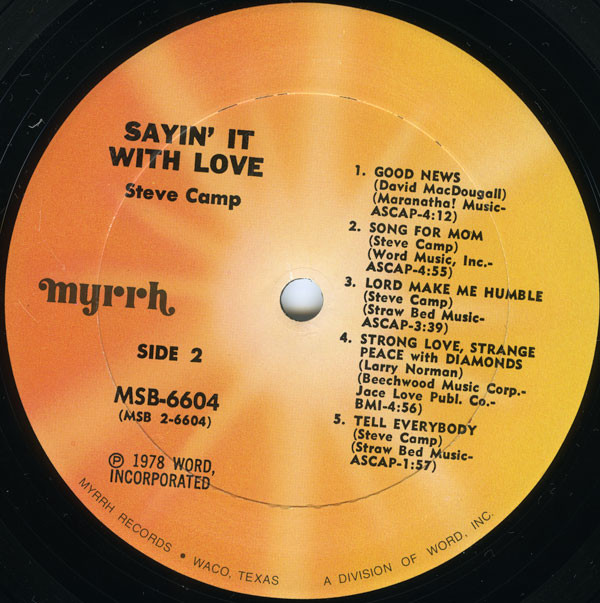 SAYIN' IT
WITH LOVE
Steve Camp
myrrh
SIDE 2
MSB-6604
(MSB 2-6604)
℗ 1978 WORD,
INCORPORATED
1. GOOD NEWS
(David MacDougall)
(Maranatha! Music-
ASCAP-4:12)
2. SONG FOR MOM
(Steve Camp)
(Word Music, Inc.-
ASCAP-4:55)
3. LORD MAKE ME HUMBLE
(Steve Camp)
(Straw Bed Music-
ASCAP-3:39)
4. STRONG LOVE, STRANGE
PEACE with DIAMONDS
(Larry Norman)
(Beechwood Music Corp.-
Jace Love Publ. Co.-
BMI-4:56)
5. TELL EVERYBODY
(Steve Camp)
(Straw Bed Music-
ASCAP-1:57)
MYRRH RECORDS • WACO, TEXAS A DIVISION OF WORD, INC.